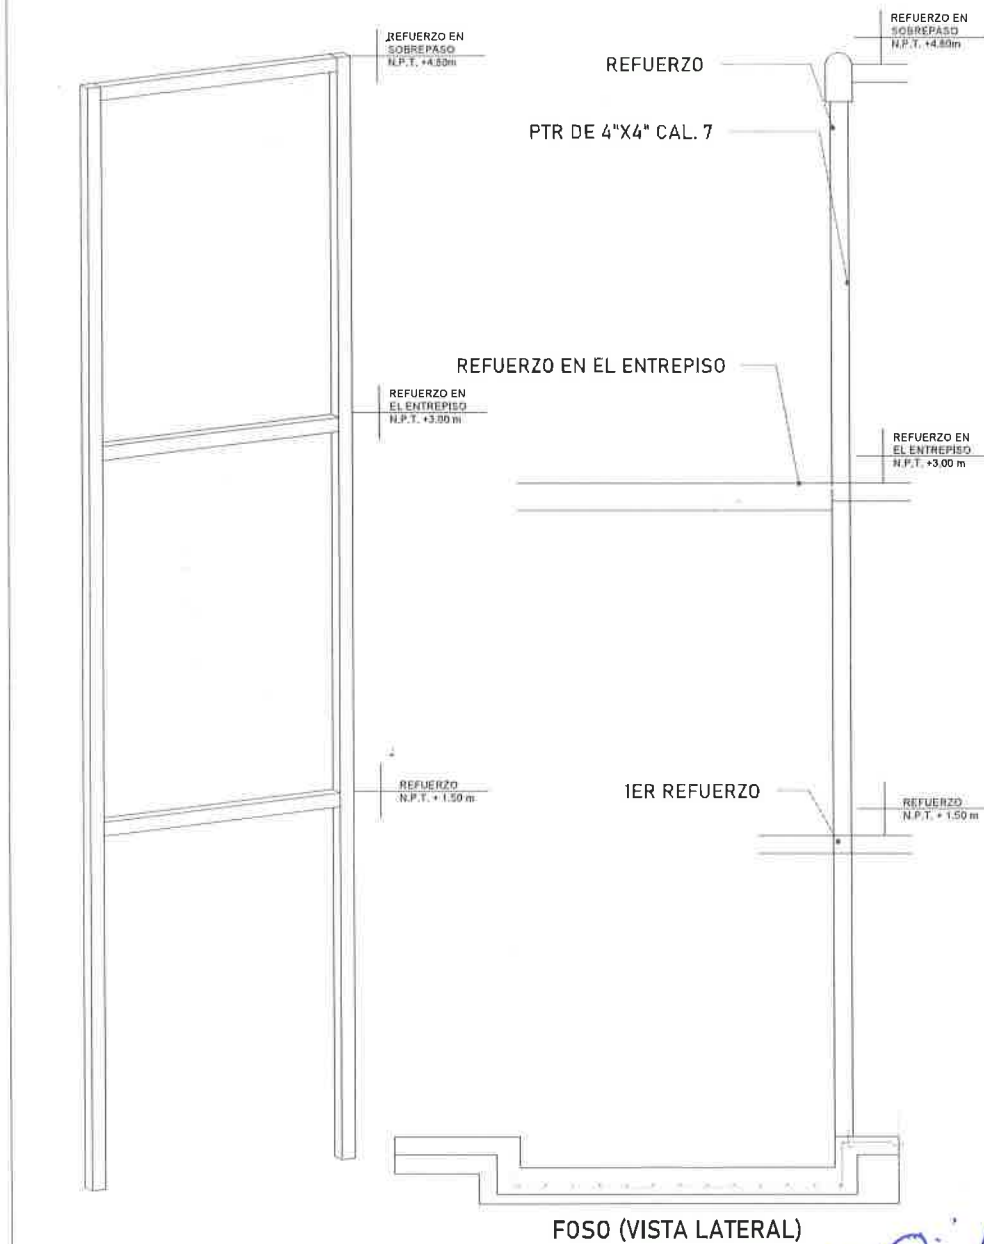 REFUERZO EN
SOBREPASO
N.P.T. +4.80m
REFUERZO EN
SOBREPASO
N.P.T. +4.80m
REFUERZO
PTR DE 4"X4" CAL. 7
REFUERZO EN EL ENTREPISO
REFUERZO EN
EL ENTREPISO
N.P.T. +3.00 m
REFUERZO EN
EL ENTREPISO
N.P.T. +3.00 m
REFUERZO
N.P.T. + 1.50 m
1ER REFUERZO
REFUERZO
N.P.T. + 1.50 m
FOSO (VISTA LATERAL)